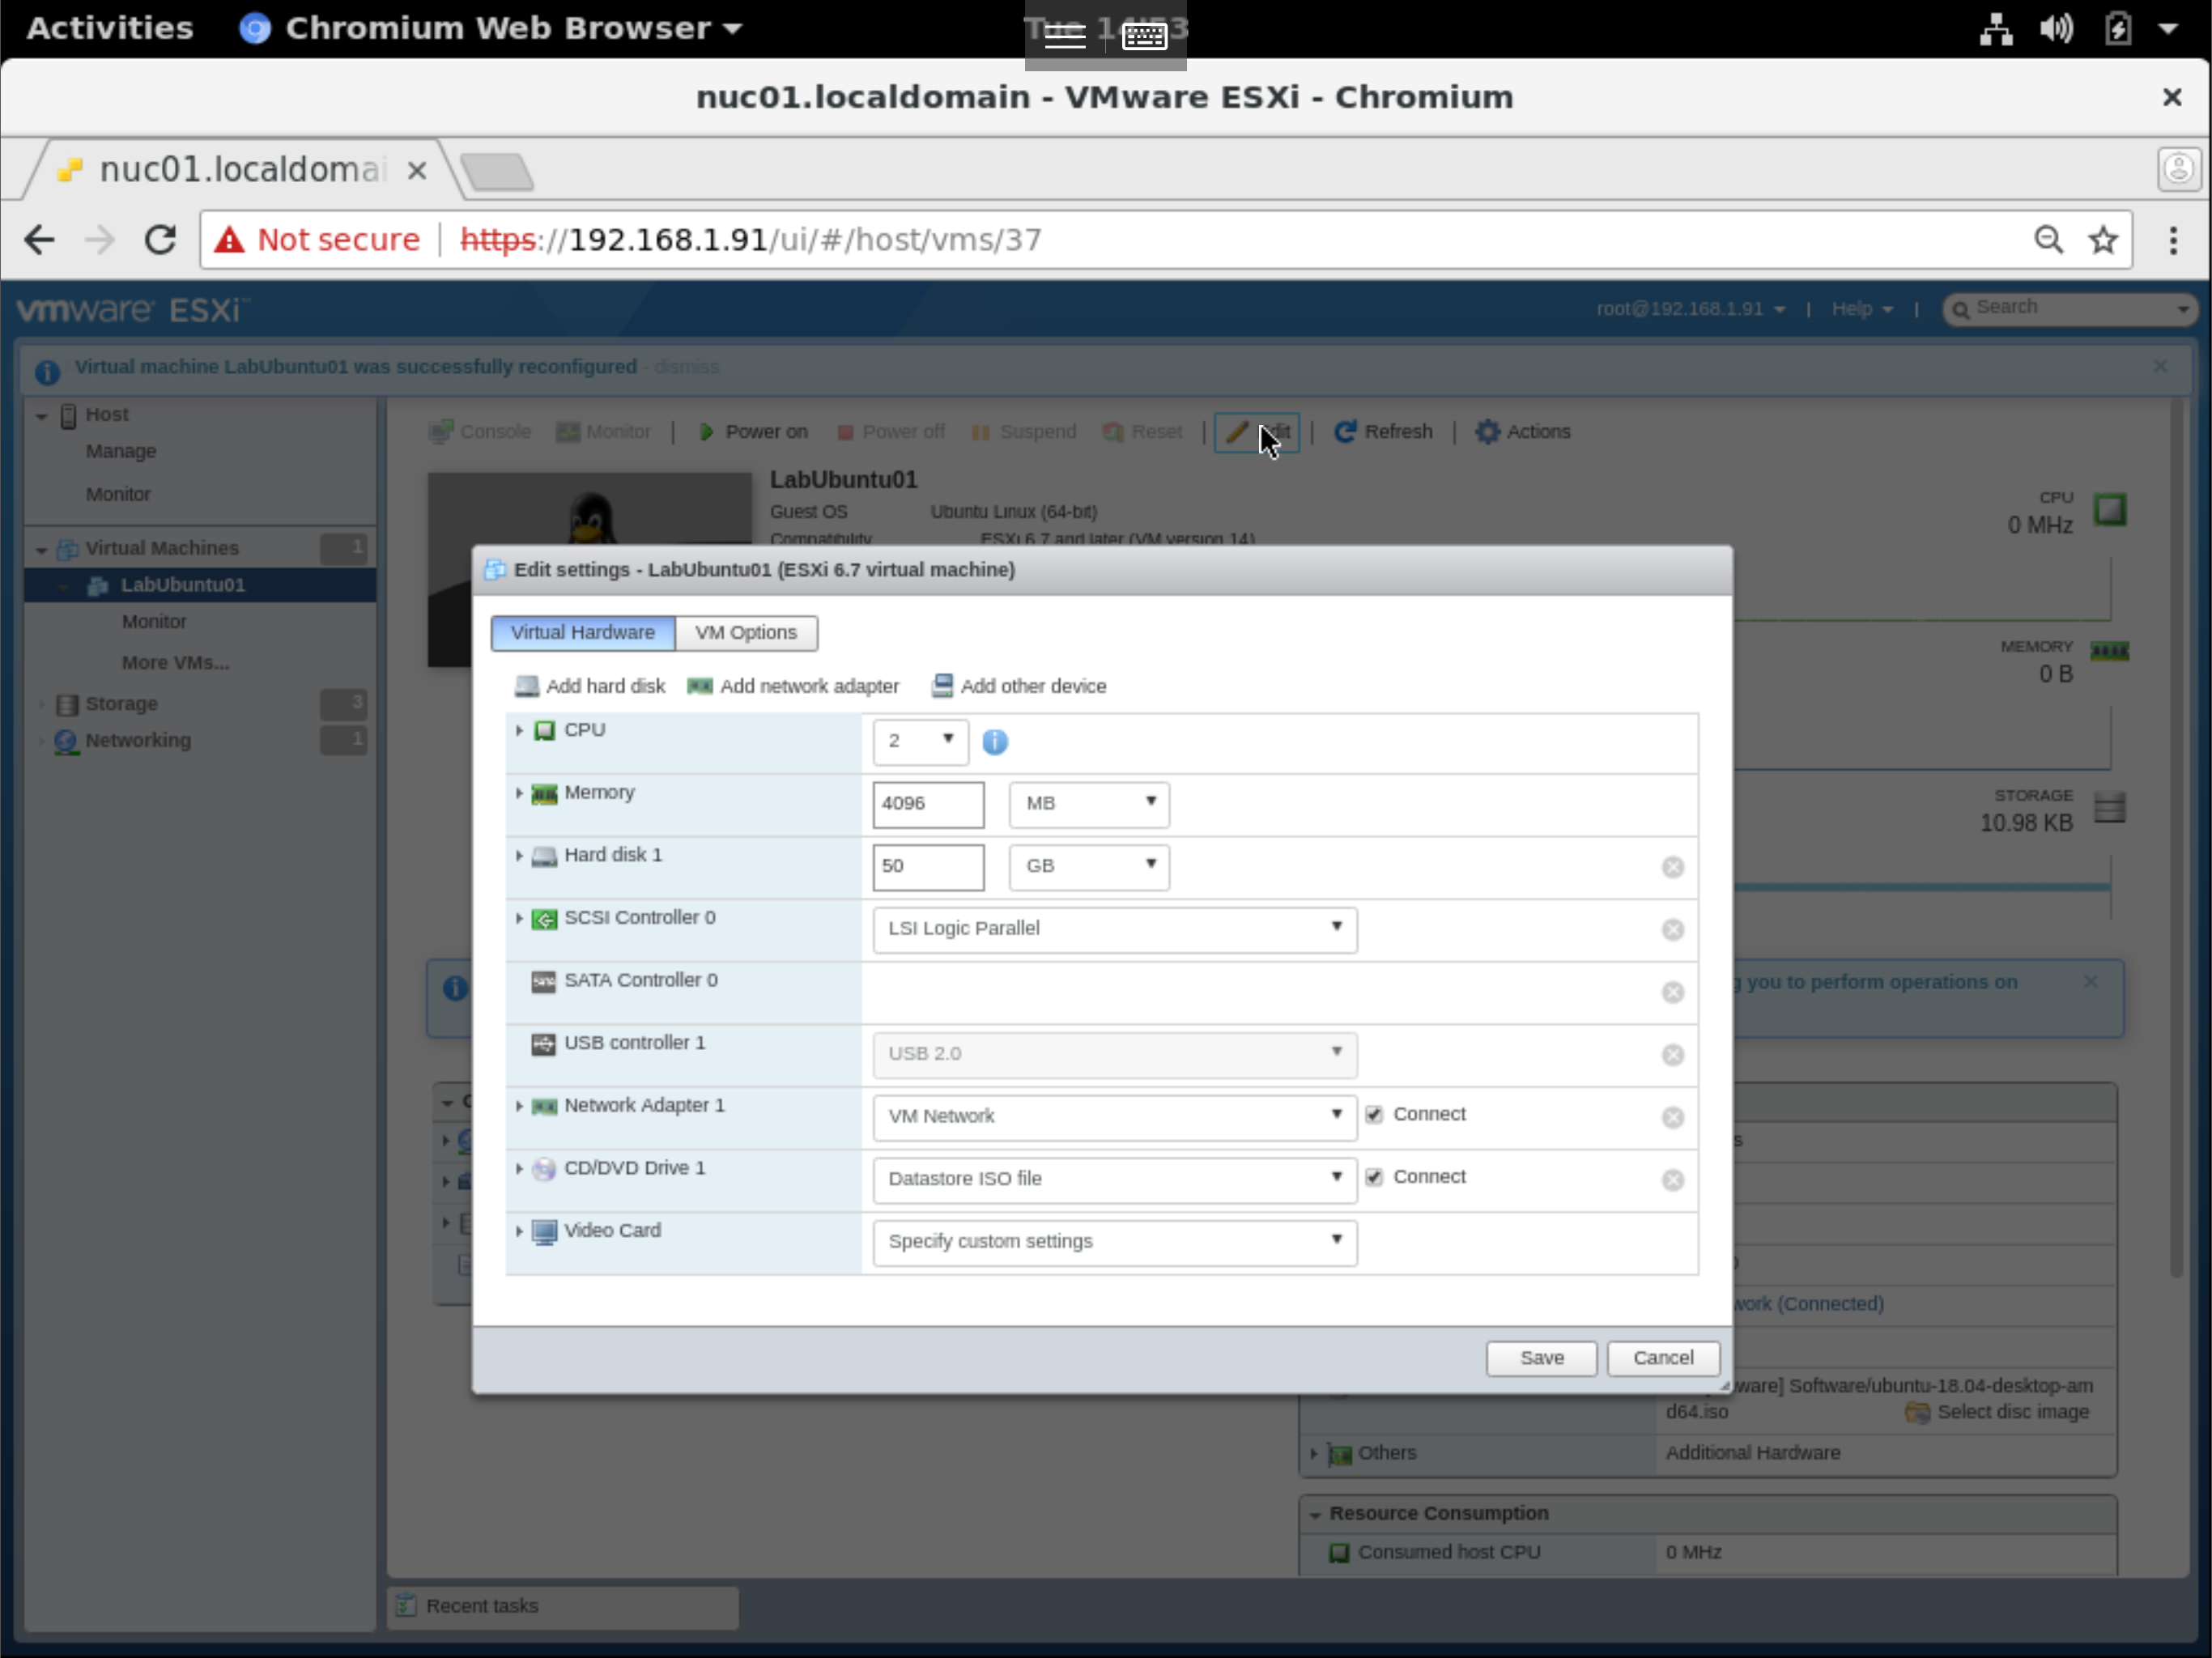 Activities Chromium Web Browser Tue 14:53
nuc01.localdomain - VMware ESXi - Chromium
nuc01.localdomai
Not secure https://192.168.1.91/ui/#/host/vms/37
vmware ESXi™ root@192.168.1.91 | Help | Search
Virtual machine LabUbuntu01 was successfully reconfigured - dismiss
Host
Manage
Monitor
Virtual Machines 1
LabUbuntu01
Monitor
More VMs...
Storage 3
Networking 1
Console Monitor | Power on Power off Suspend Reset | Edit | Refresh | Actions
LabUbuntu01
Guest OS Ubuntu Linux (64-bit)
Compatibility ESXi 6.7 and later (VM version 14)
CPU
0 MHz
MEMORY
0 B
STORAGE
10.98 KB
you to perform operations on
Edit settings - LabUbuntu01 (ESXi 6.7 virtual machine)
Virtual Hardware VM Options
Add hard disk Add network adapter Add other device
CPU 2
Memory 4096 MB
Hard disk 1 50 GB
SCSI Controller 0 LSI Logic Parallel
SATA Controller 0
USB controller 1 USB 2.0
Network Adapter 1 VM Network Connect
CD/DVD Drive 1 Datastore ISO file Connect
Video Card Specify custom settings
Save Cancel
(Connected)
ware] Software/ubuntu-18.04-desktop-am
d64.iso Select disc image
Others Additional Hardware
Resource Consumption
Consumed host CPU 0 MHz
Recent tasks